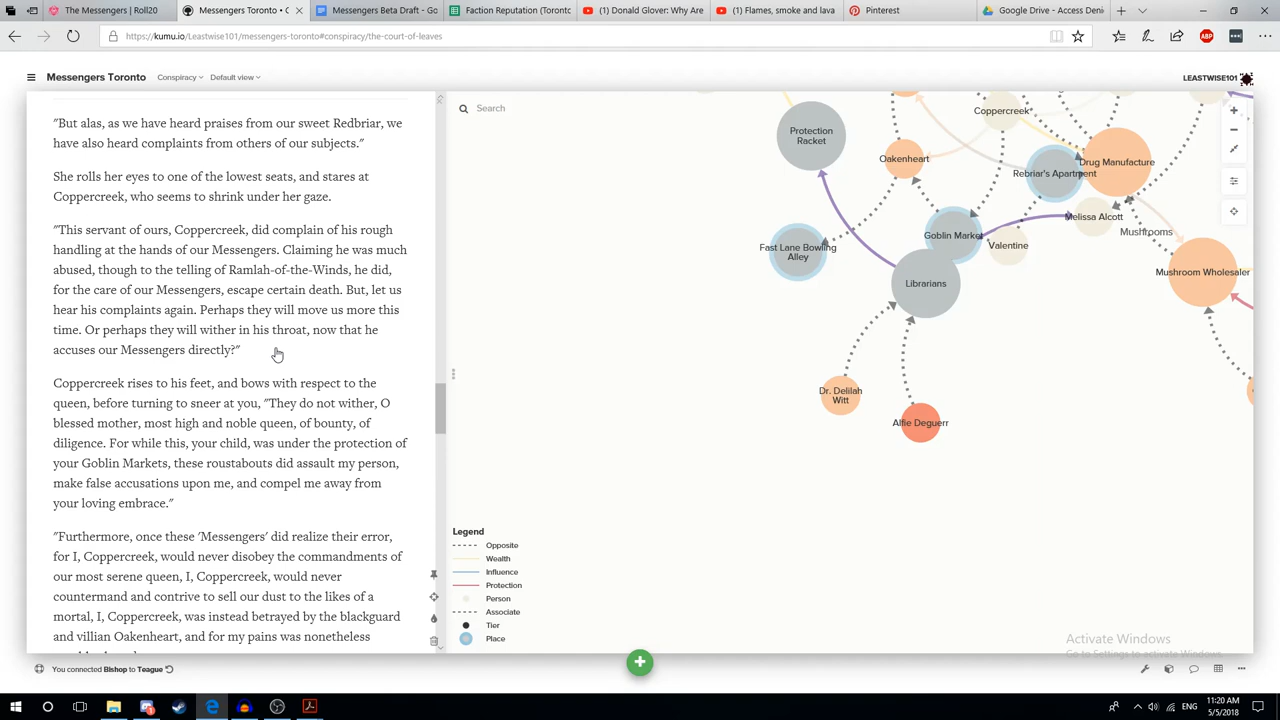 The Messengers | Roll20
Messengers Toronto • C
Messengers Beta Draft - Go
Faction Reputation (Toronto
(1) Donald Glover: Why Are
(1) Flames, smoke and lava
Pinterest
Google Drive - Access Deni
https://kumu.io/Leastwise101/messengers-toronto#conspiracy/the-court-of-leaves
ABP
Messengers Toronto
Conspiracy
Default view
LEASTWISE101
"But alas, as we have heard praises from our sweet Redbriar, we
have also heard complaints from others of our subjects."
She rolls her eyes to one of the lowest seats, and stares at
Coppercreek, who seems to shrink under her gaze.
"This servant of ours, Coppercreek, did complain of his rough
handling at the hands of our Messengers. Claiming he was much
abused, though to the telling of Ramlah-of-the-Winds, he did,
for the care of our Messengers, escape certain death. But, let us
hear his complaints again. Perhaps they will move us more this
time. Or perhaps they will wither in his throat, now that he
accuses our Messengers directly?"
Coppercreek rises to his feet, and bows with respect to the
queen, before turning to sneer at you, "They do not wither, O
blessed mother, most high and noble queen, of bounty, of
diligence. For while this, your child, was under the protection of
your Goblin Markets, these roustabouts did assault my person,
make false accusations upon me, and compel me away from
your loving embrace."
"Furthermore, once these 'Messengers' did realize their error,
for I, Coppercreek, would never disobey the commandments of
our most serene queen, I, Coppercreek, would never
countermand and contrive to sell our dust to the likes of a
mortal, I, Coppercreek, was instead betrayed by the blackguard
and villian Oakenheart, and for my pains was nonetheless
Search
Protection
Racket
Coppercreek
Oakenheart
Drug Manufacture
Rebriar's Apartment
Melissa Alcott
Mushrooms
Goblin Market
Valentine
Fast Lane Bowling
Alley
Mushroom Wholesaler
Librarians
Dr. Delilah
Witt
Alfie Deguerr
Legend
Opposite
Wealth
Influence
Protection
Person
Associate
Tier
Place
Activate Windows
Go to Settings to activate Windows.
You connected Bishop to Teague
ENG
11:20 AM
5/5/2018